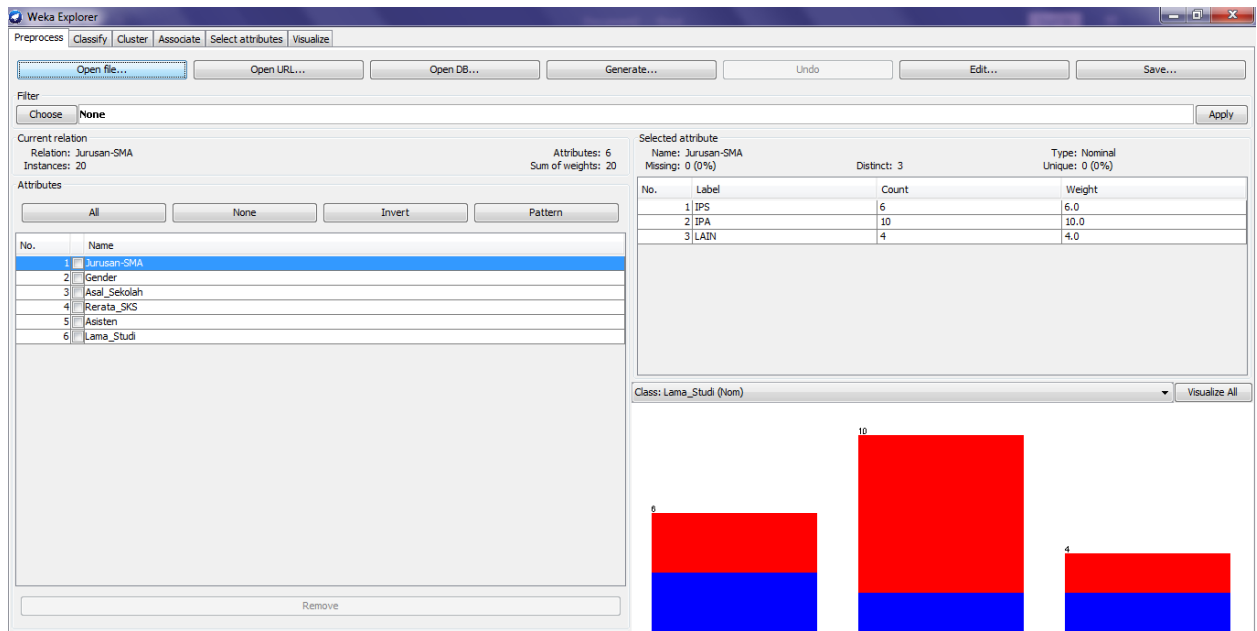 Weka Explorer
Preprocess Classify Cluster Associate Select attributes Visualize
Open file... Open URL... Open DB... Generate... Undo Edit... Save...
Filter
Choose None Apply
Current relation
Relation: Jurusan-SMA Attributes: 6
Instances: 20 Sum of weights: 20
Attributes
All None Invert Pattern
No. Name
1 Jurusan-SMA
2 Gender
3 Asal_Sekolah
4 Rerata_SKS
5 Asisten
6 Lama_Studi
Remove
Selected attribute
Name: Jurusan-SMA Type: Nominal
Missing: 0 (0%) Distinct: 3 Unique: 0 (0%)
No. Label Count Weight
1 IPS 6 6.0
2 IPA 10 10.0
3 LAIN 4 4.0
Class: Lama_Studi (Nom) Visualize All
6 10 4